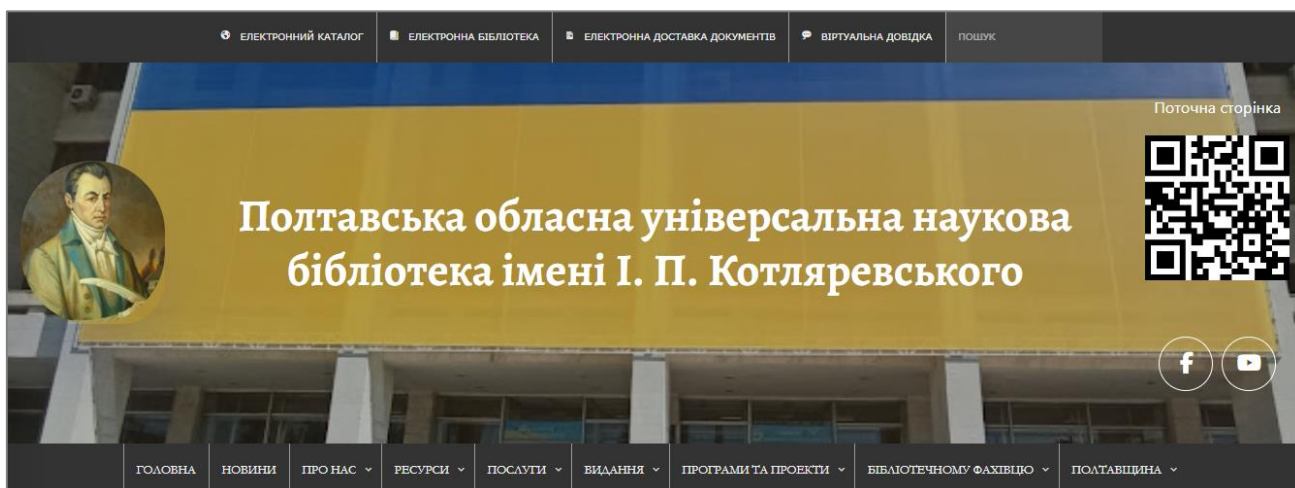 ЕЛЕКТРОННИЙ КАТАЛОГ
ЕЛЕКТРОННА БІБЛІОТЕКА
ЕЛЕКТРОННА ДОСТАВКА ДОКУМЕНТІВ
ВІРТУАЛЬНА ДОВІДКА
ПОШУК
Поточна сторінка
Полтавська обласна універсальна наукова
бібліотека імені І. П. Котляревського
ГОЛОВНА
НОВИНИ
ПРО НАС
РЕСУРСИ
ПОСЛУГИ
ВИДАННЯ
ПРОГРАМИ ТА ПРОЕКТИ
БІБЛІОТЕЧНОМУ ФАХІВЦЮ
ПОЛТАВЩИНА